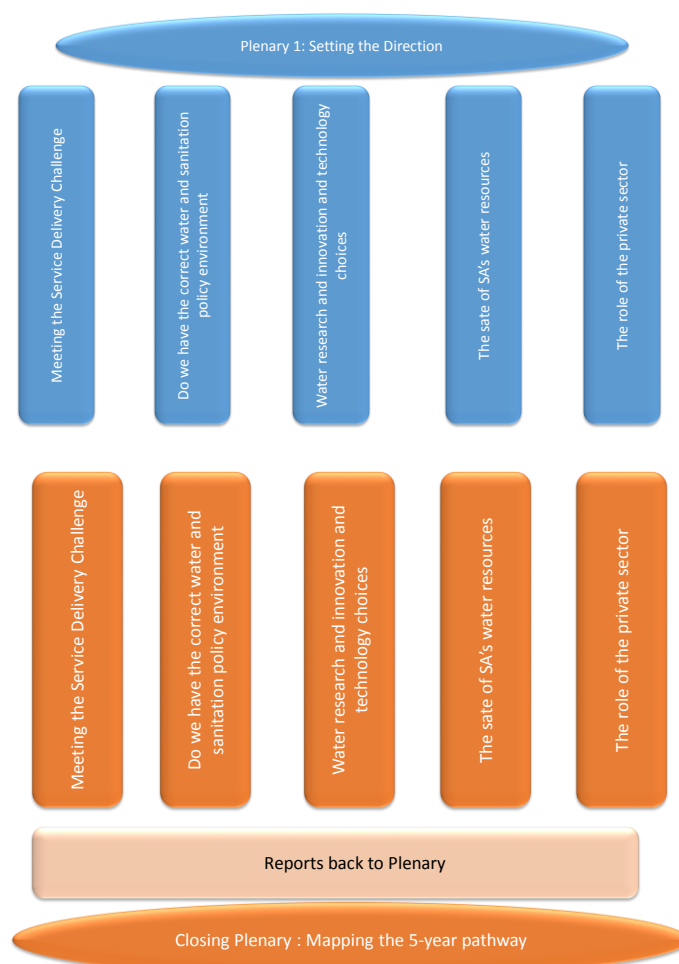 Plenary 1: Setting the Direction
Meeting the Service Delivery Challenge
Do we have the correct water and sanitation
policy environment
Water research and innovation and technology
choices
The sate of SA’s water resources
The role of the private sector
Meeting the Service Delivery Challenge
Do we have the correct water and
sanitation policy environment
Water research and innovation and
technology choices
The sate of SA’s water resources
The role of the private sector
Reports back to Plenary
Closing Plenary : Mapping the 5-year pathway